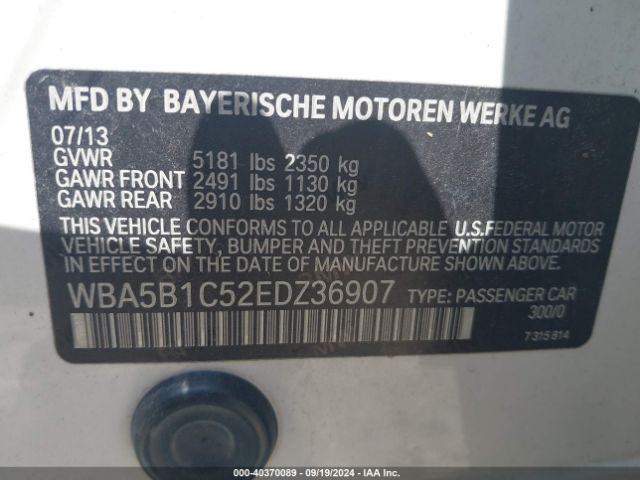 MFD BY BAYERISCHE MOTOREN WERKE AG
07/13
GVWR 5181 lbs 2350 kg
GAWR FRONT 2491 lbs 1130 kg
GAWR REAR 2910 lbs 1320 kg
THIS VEHICLE CONFORMS TO ALL APPLICABLE U.S.FEDERAL MOTOR
VEHICLE SAFETY, BUMPER AND THEFT PREVENTION STANDARDS
IN EFFECT ON THE DATE OF MANUFACTURE SHOWN ABOVE.
WBA5B1C52EDZ36907 TYPE: PASSENGER CAR
300/0
7315814
000-40370089 - 09/19/2024 - IAA Inc.